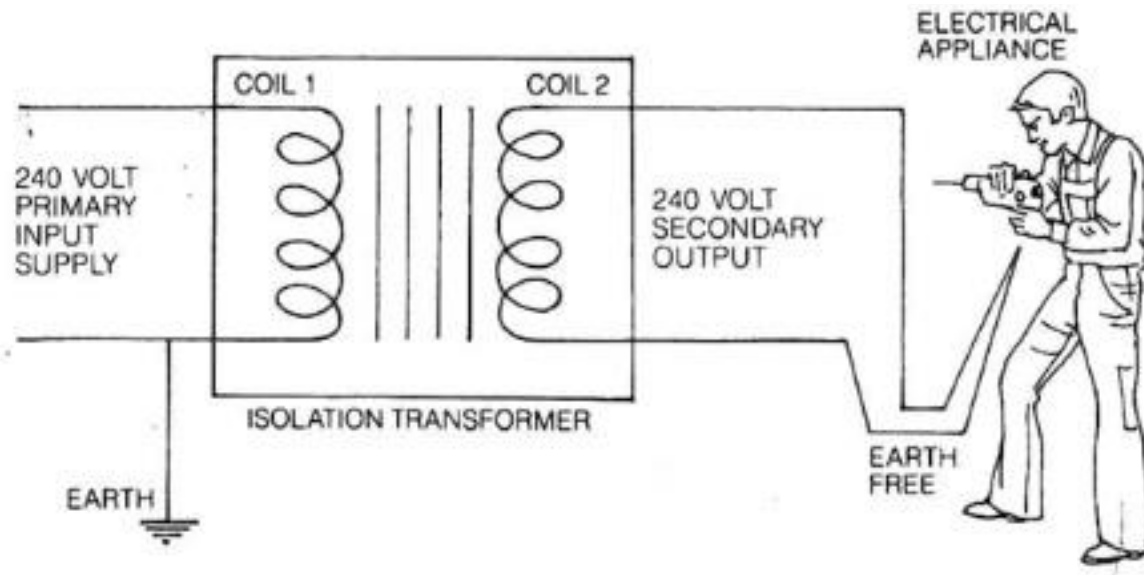 ELECTRICAL
APPLIANCE
COIL 1
COIL 2
240 VOLT
PRIMARY
INPUT
SUPPLY
240 VOLT
SECONDARY
OUTPUT
ISOLATION TRANSFORMER
EARTH
FREE
EARTH